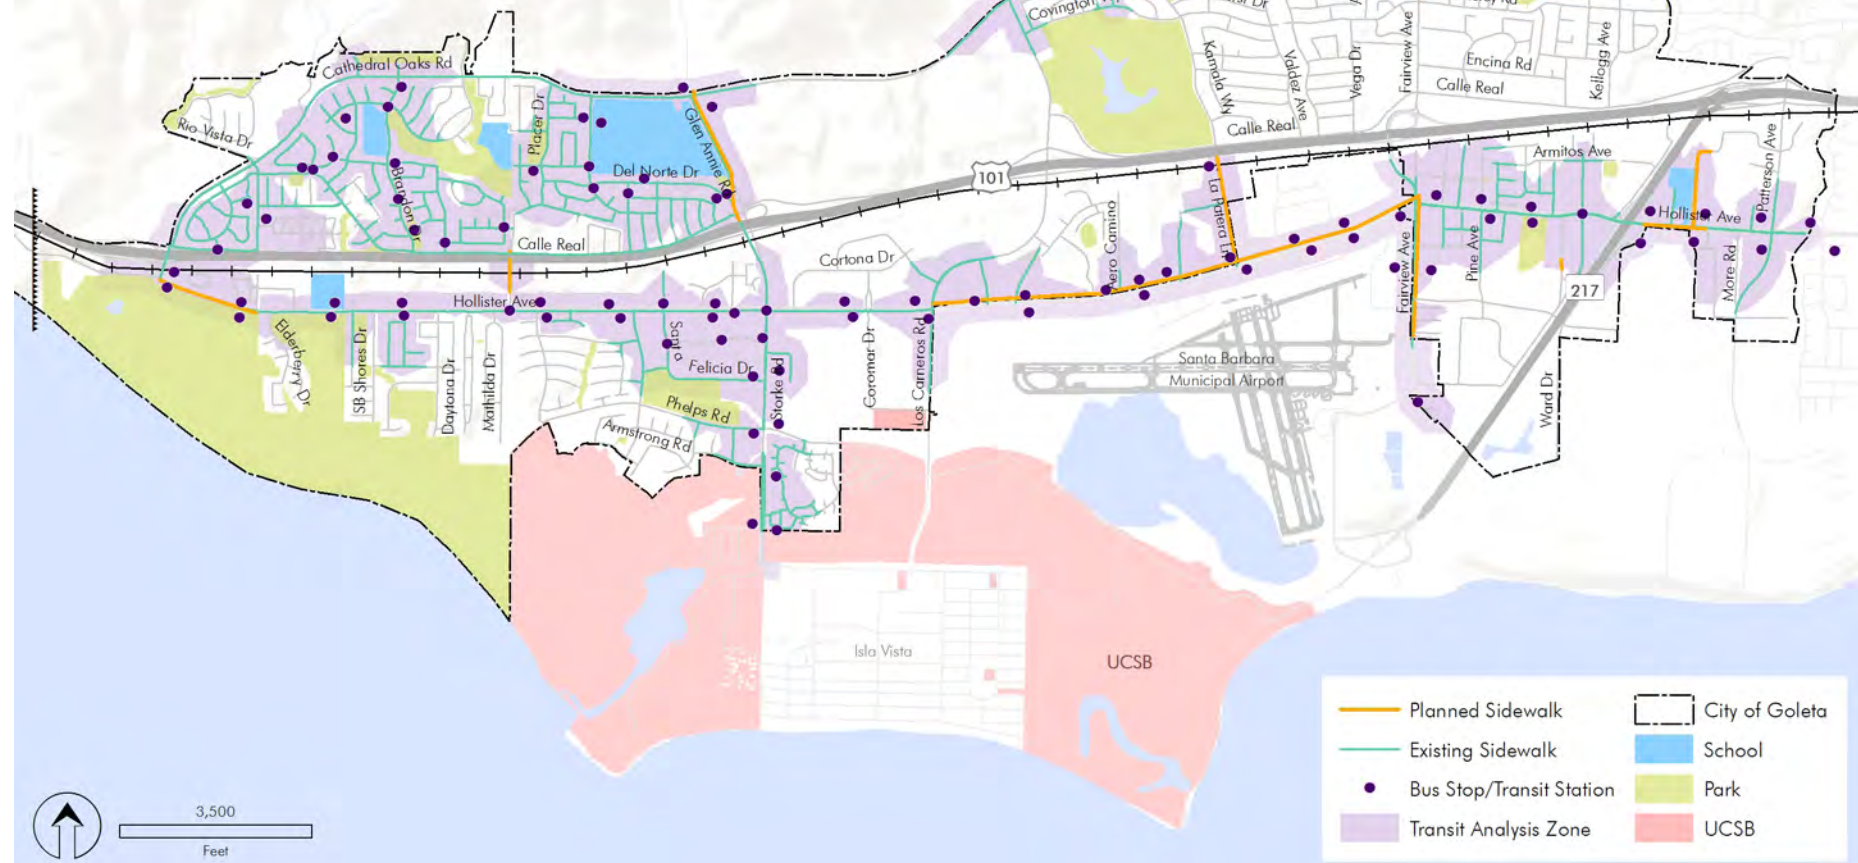 Covington
Cathedral Oaks Rd
Rio Vista Dr
Placer Dr
Glen Annie Rd
Del Norte Dr
Brandon Dr
Calle Real
Kamala Wy
Valdez Ave
Vega Dr
Fairview Ave
Encina Rd
Calle Real
Kellogg Ave
Calle Real
101
Armitos Ave
Patterson Ave
La Patera Ln
Aero Camino
Cortona Dr
Hollister Ave
Hollister Ave
Fairview Ave
Pine Ave
217
More Rd
Elderberry Dr
SB Shores Dr
Daytona Dr
Mathilda Dr
Santa
Felicia Dr
Storke Rd
Coromar Dr
Los Carneros Rd
Santa Barbara
Municipal Airport
Ward Dr
Phelps Rd
Armstrong Rd
Isla Vista
UCSB
3,500
Feet
Planned Sidewalk
Existing Sidewalk
Bus Stop/Transit Station
Transit Analysis Zone
City of Goleta
School
Park
UCSB